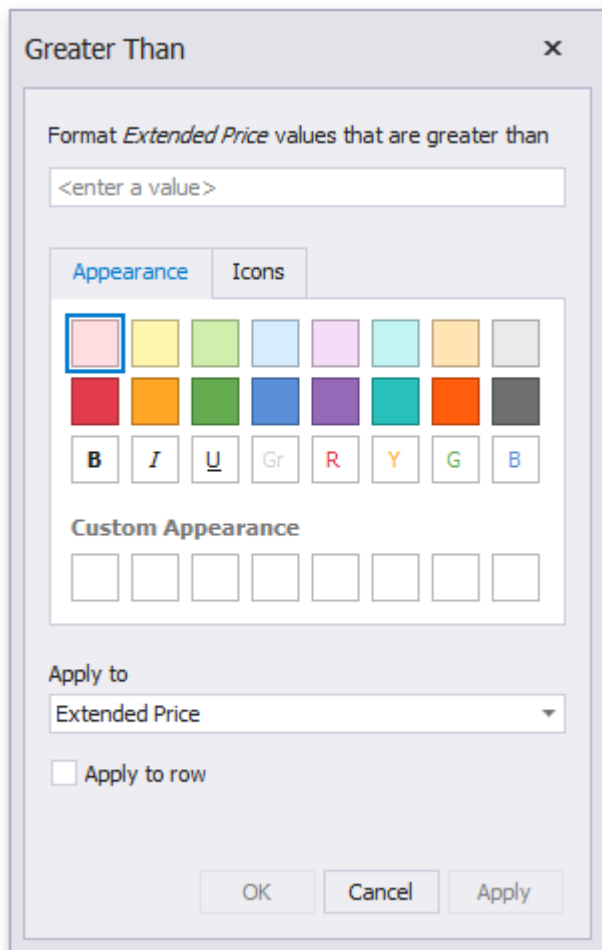 Greater Than
Format Extended Price values that are greater than
<enter a value>
Appearance Icons
B I U Gr R Y G B
Custom Appearance
Apply to
Extended Price
Apply to row
OK Cancel Apply